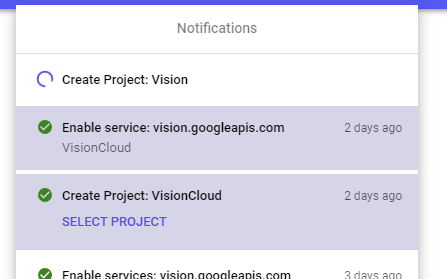 Notifications
Create Project: Vision
Enable service: vision.googleapis.com 2 days ago
VisionCloud
Create Project: VisionCloud 2 days ago
SELECT PROJECT
Enable services: vision.googleapis.com 3 days ago